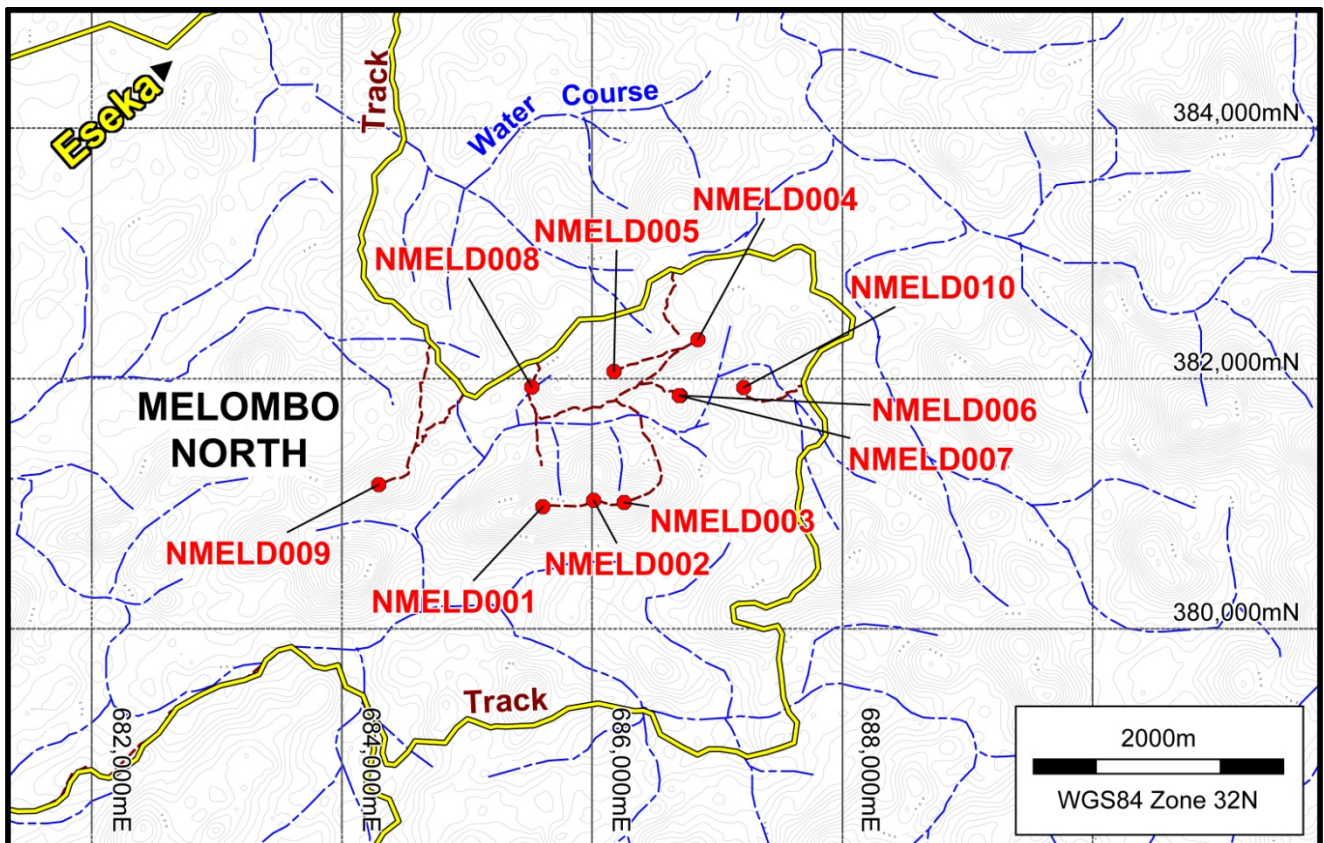 Eseka
Track
Water Course
384,000mN
NMELD004
NMELD005
NMELD008
NMELD010
382,000mN
MELOMBO
NORTH
NMELD006
NMELD007
NMELD003
NMELD009
NMELD002
NMELD001
380,000mN
Track
682,000mE
684,000mE
686,000mE
688,000mE
2000m
WGS84 Zone 32N